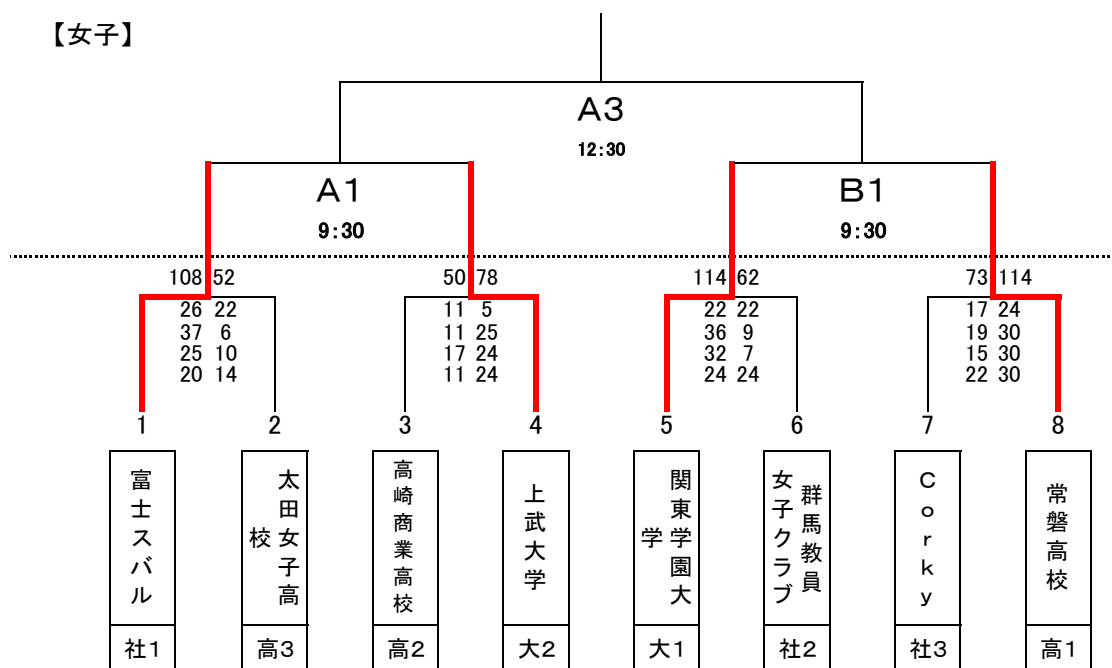 【女子】
A3
12:30
A1
B1
9:30
9:30
108 52
50 78
114 62
73 114
26 22
11 5
22 22
17 24
37 6
11 25
36 9
19 30
25 10
17 24
32 7
15 30
20 14
11 24
24 24
22 30
1
2
3
4
5
6
7
8
富士スバル
太田女子高
校
高崎商業高校
上武大学
関東学園大
学
群馬教員
女子クラブ
Corky
常磐高校
社1
高3
高2
大2
大1
社2
社3
高1